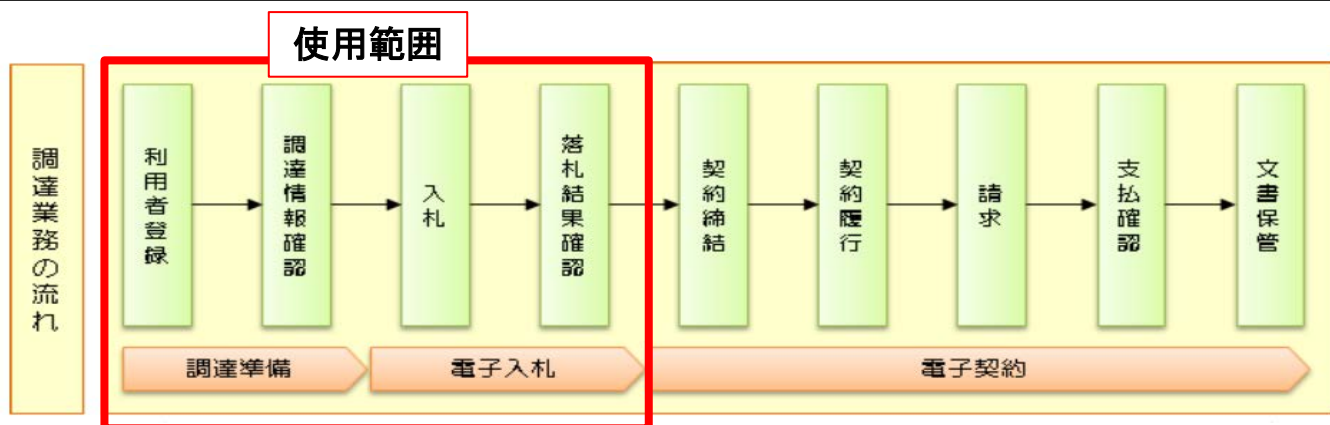 使用範囲
調達業務の流れ
利用者登録
調達情報確認
入札
落札結果確認
契約締結
契約履行
請求
支払確認
文書保管
調達準備
電子入札
電子契約